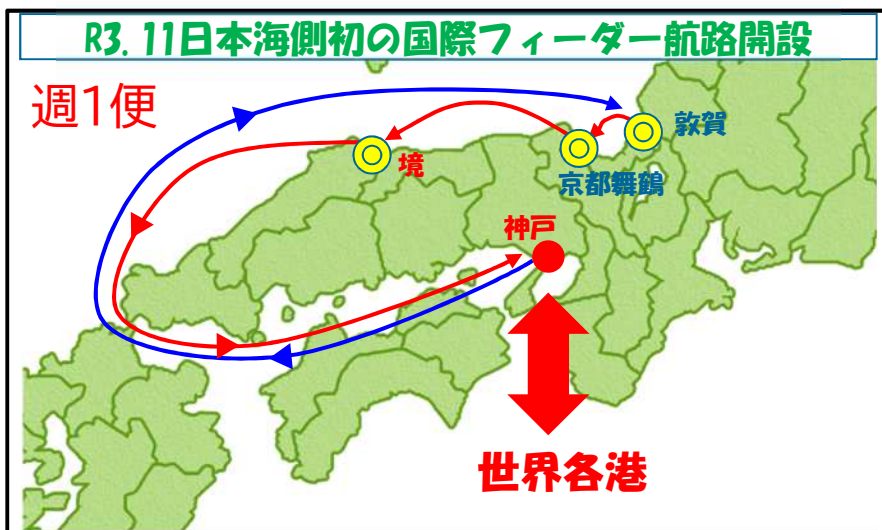 R3.11日本海側初の国際フィーダー航路開設
週1便
敦賀
境
京都舞鶴
神戸
世界各港